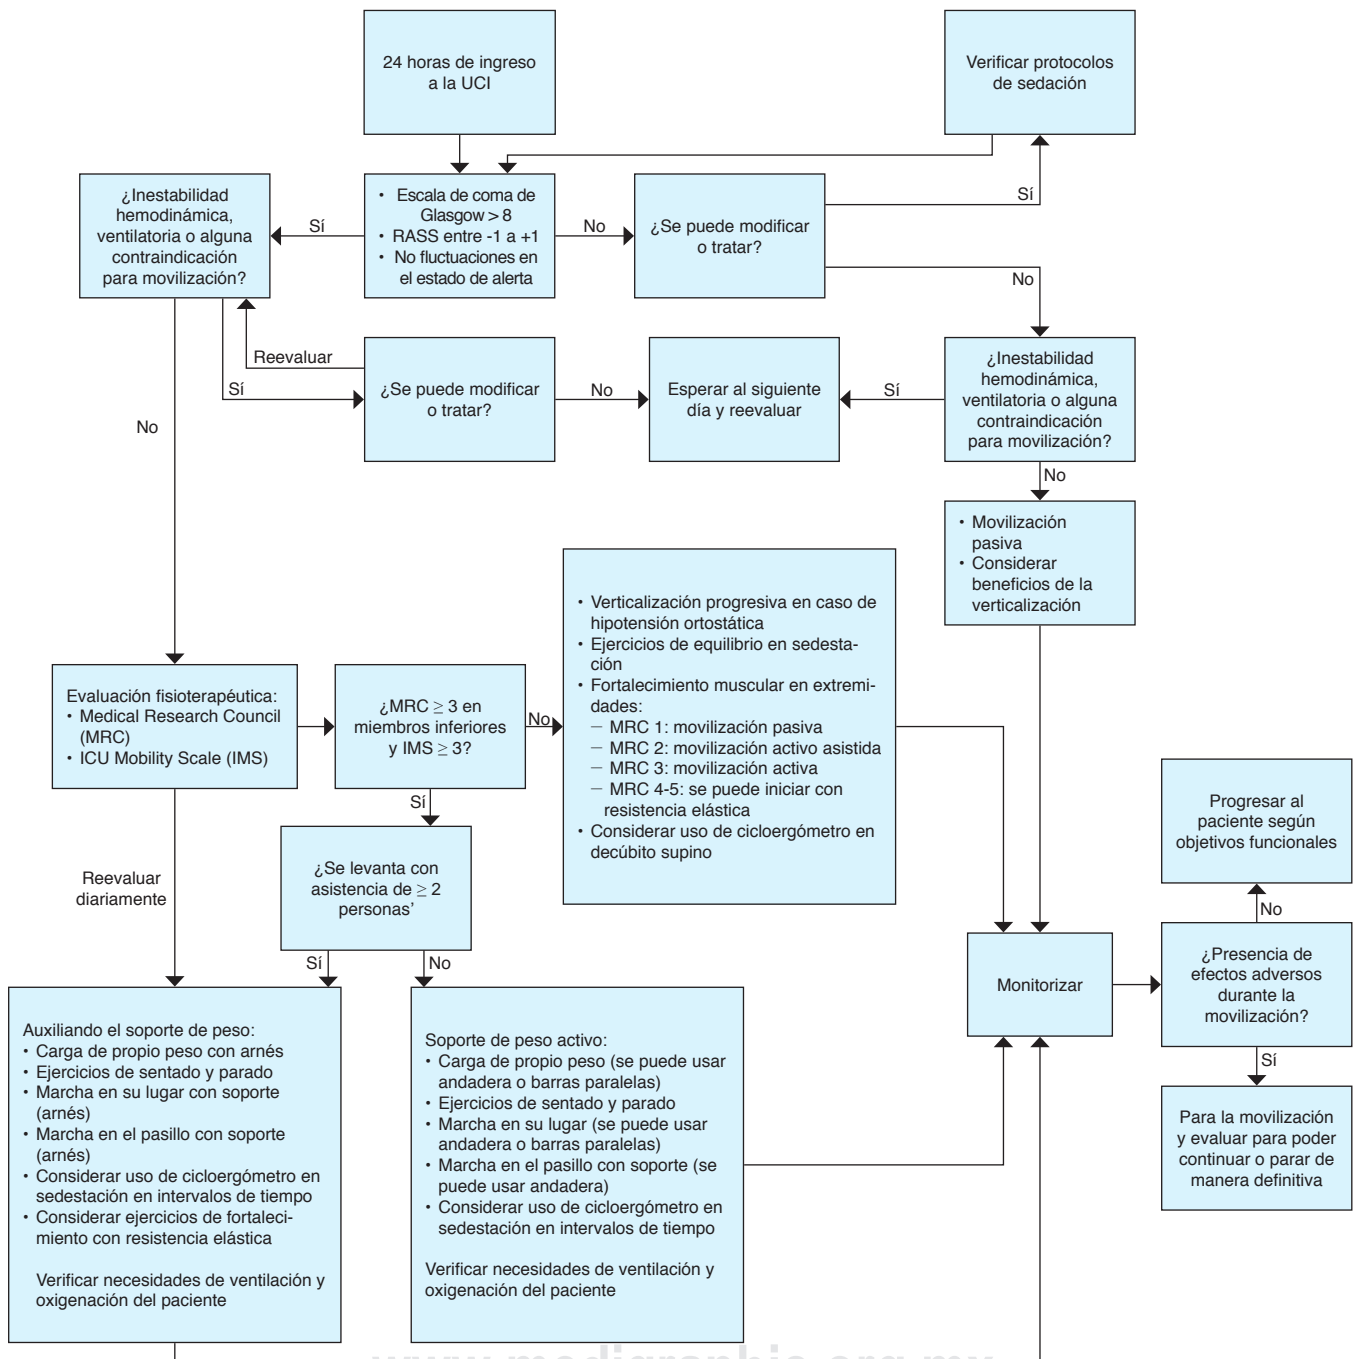 24 horas de ingreso
a la UCI
Verificar protocolos
de sedación
¿Inestabilidad
hemodinámica,
ventilatoria o alguna
contraindicación
para movilización?
Sí
• Escala de coma de
Glasgow > 8
• RASS entre -1 a +1
• No fluctuaciones en
el estado de alerta
No
¿Se puede modificar
o tratar?
Sí
No
Reevaluar
Sí
¿Se puede modificar
o tratar?
No
Esperar al siguiente
día y reevaluar
Sí
¿Inestabilidad
hemodinámica,
ventilatoria o alguna
contraindicación
para movilización?
No
No
• Movilización
pasiva
• Considerar
beneficios de la
verticalización
Evaluación fisioterapéutica:
• Medical Research Council
(MRC)
• ICU Mobility Scale (IMS)
¿MRC ≥ 3 en
miembros inferiores
y IMS ≥ 3?
No
• Verticalización progresiva en caso de
hipotensión ortostática
• Ejercicios de equilibrio en sedesta-
ción
• Fortalecimiento muscular en extremi-
dades:
– MRC 1: movilización pasiva
– MRC 2: movilización activo asistida
– MRC 3: movilización activa
– MRC 4-5: se puede iniciar con
resistencia elástica
• Considerar uso de cicloergómetro en
decúbito supino
Sí
¿Se levanta con
asistencia de ≥ 2
personas'
Reevaluar
diariamente
Sí
No
Auxiliando el soporte de peso:
• Carga de propio peso con arnés
• Ejercicios de sentado y parado
• Marcha en su lugar con soporte
(arnés)
• Marcha en el pasillo con soporte
(arnés)
• Considerar uso de cicloergómetro en
sedestación en intervalos de tiempo
• Considerar ejercicios de fortaleci-
miento con resistencia elástica
Verificar necesidades de ventilación y
oxigenación del paciente
Soporte de peso activo:
• Carga de propio peso (se puede usar
andadera o barras paralelas)
• Ejercicios de sentado y parado
• Marcha en su lugar (se puede usar
andadera o barras paralelas)
• Marcha en el pasillo con soporte (se
puede usar andadera)
• Considerar uso de cicloergómetro en
sedestación en intervalos de tiempo
Verificar necesidades de ventilación y
oxigenación del paciente
Monitorizar
Progresar al
paciente según
objetivos funcionales
No
¿Presencia de
efectos adversos
durante la
movilización?
Sí
Para la movilización
y evaluar para poder
continuar o parar de
manera definitiva
www.medigraphic.org.mx